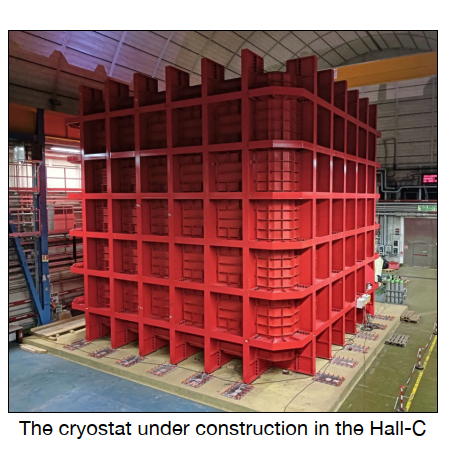 The cryostat under construction in the Hall-C